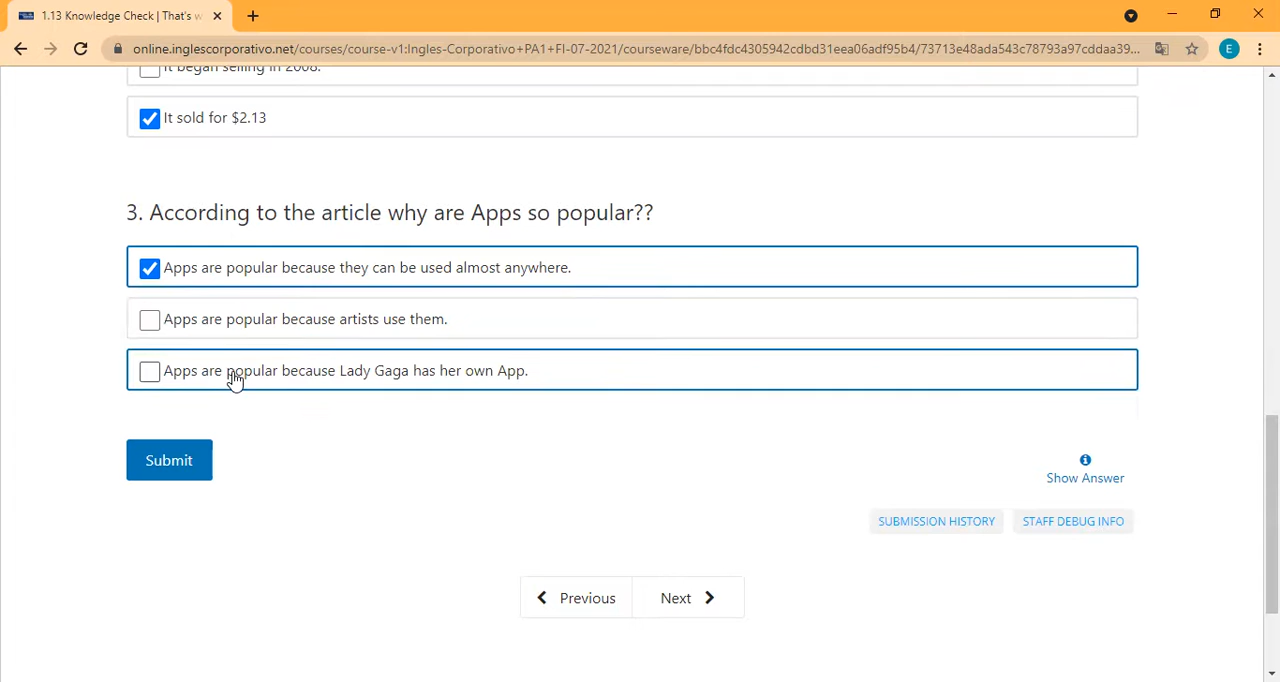 1.13 Knowledge Check | That's w
online.inglescorporativo.net/courses/course-v1:Ingles-Corporativo+PA1+FI-07-2021/courseware/bbc4fdc4305942cdbd31eea06adf95b4/73713e48ada543c78793a97cddaa39...
E
It began selling in 2008.
It sold for $2.13
3. According to the article why are Apps so popular??
Apps are popular because they can be used almost anywhere.
Apps are popular because artists use them.
Apps are popular because Lady Gaga has her own App.
Submit
Show Answer
SUBMISSION HISTORY STAFF DEBUG INFO
Previous Next